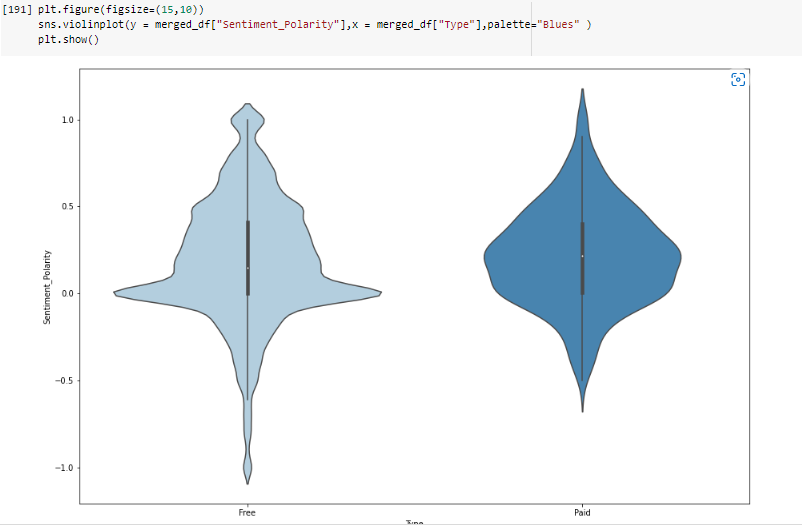 [191] plt.figure(figsize=(15,10))
sns.violinplot(y = merged_df["Sentiment_Polarity"],x = merged_df["Type"],palette="Blues" )
plt.show()
1.0
0.5
0.0
−0.5
−1.0
Sentiment_Polarity
Free Paid